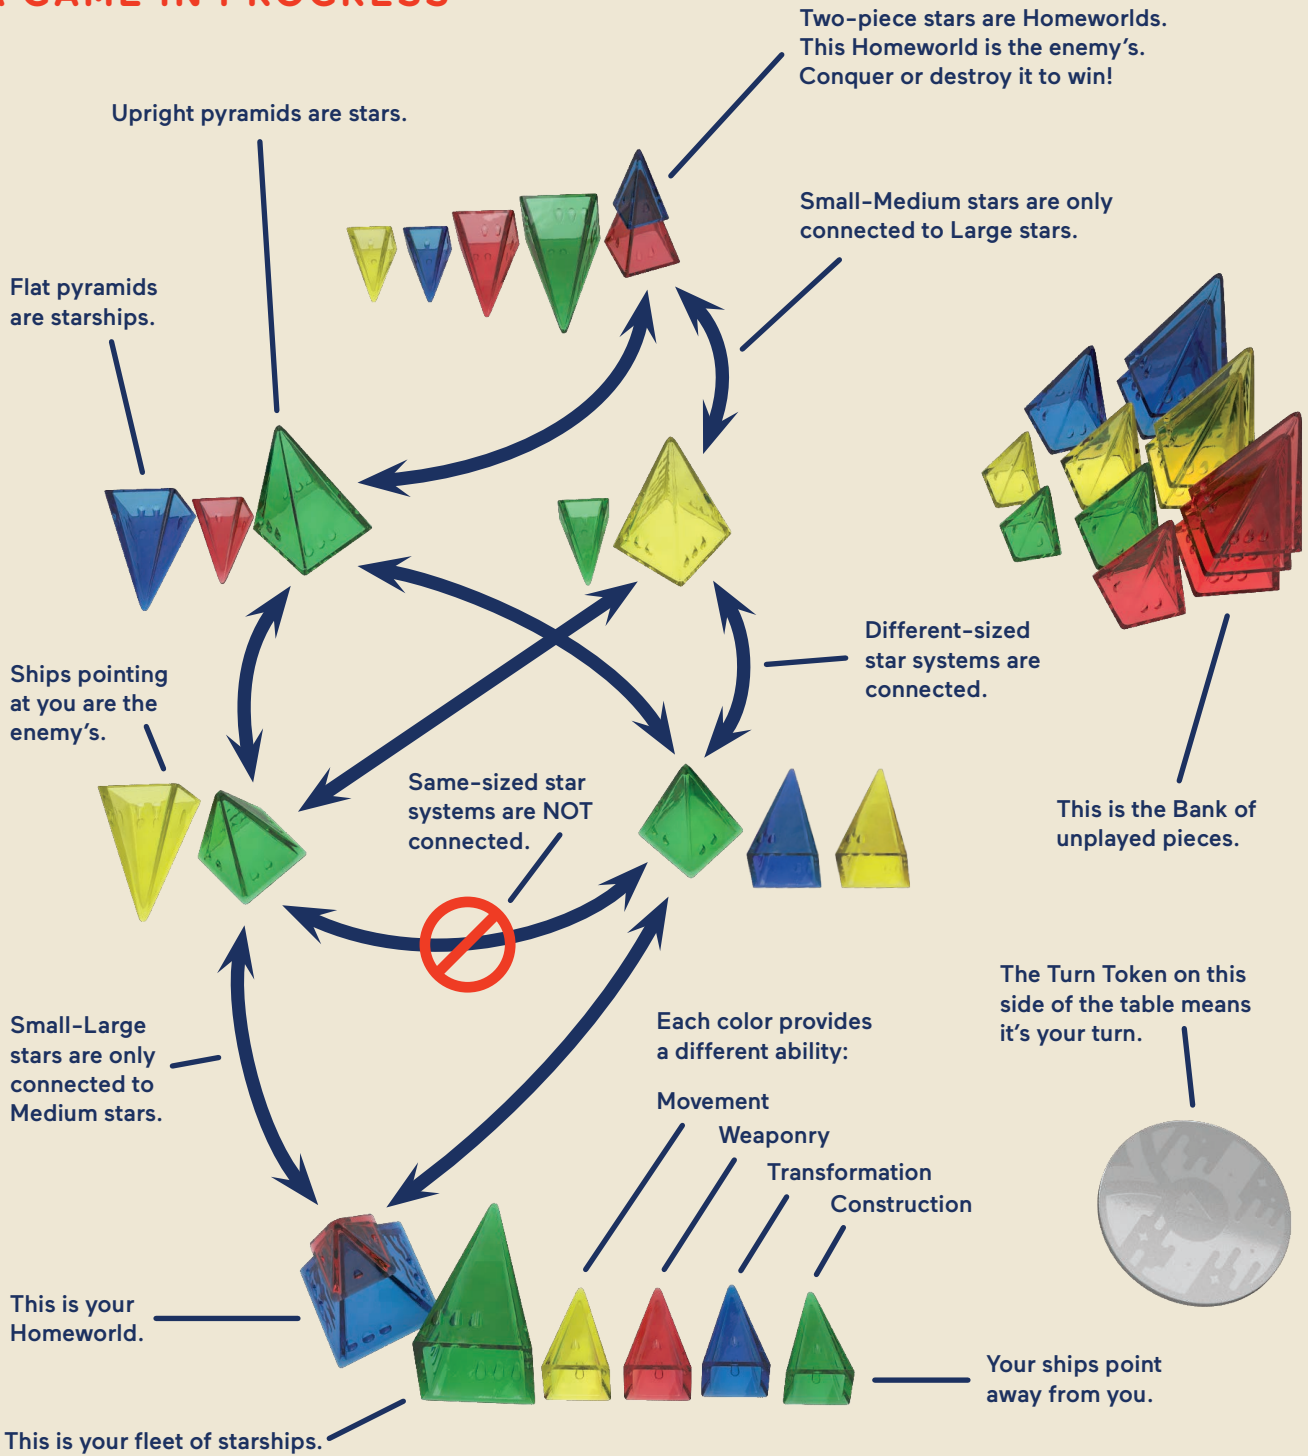 A GAME IN PROGRESS
Two-piece stars are Homeworlds.
This Homeworld is the enemy's.
Conquer or destroy it to win!
Upright pyramids are stars.
Small-Medium stars are only
connected to Large stars.
Flat pyramids
are starships.
Different-sized
star systems are
connected.
Ships pointing
at you are the
enemy's.
Same-sized star
systems are NOT
connected.
This is the Bank of
unplayed pieces.
The Turn Token on this
side of the table means
it's your turn.
Small-Large
stars are only
connected to
Medium stars.
Each color provides
a different ability:
Movement
Weaponry
Transformation
Construction
This is your
Homeworld.
Your ships point
away from you.
This is your fleet of starships.